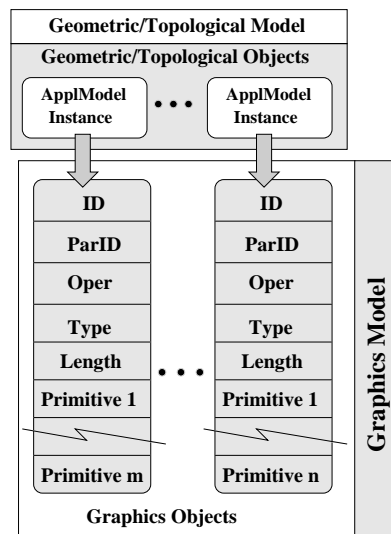 Geometric/Topological Model
Geometric/Topological Objects
ApplModel
Instance
ApplModel
Instance
ID
ParID
Oper
Type
Length
Primitive 1
Primitive m
ID
ParID
Oper
Type
Length
Primitive 1
Primitive n
Graphics Objects
Graphics Model